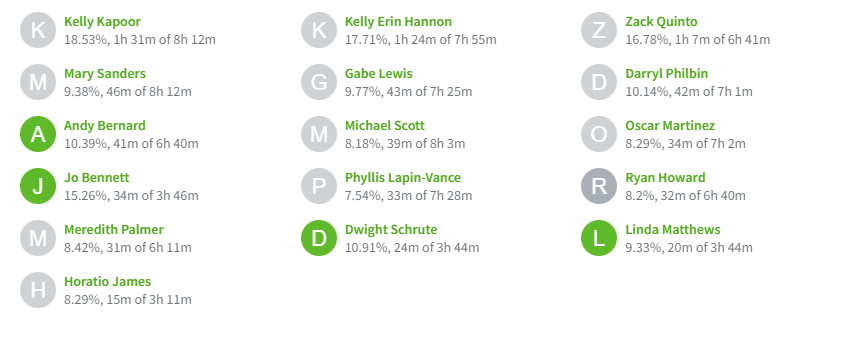 K
Kelly Kapoor
18.53%, 1h 31m of 8h 12m
K
Kelly Erin Hannon
17.71%, 1h 24m of 7h 55m
Z
Zack Quinto
16.78%, 1h 7m of 6h 41m
M
Mary Sanders
9.38%, 46m of 8h 12m
G
Gabe Lewis
9.77%, 43m of 7h 25m
D
Darryl Philbin
10.14%, 42m of 7h 1m
A
Andy Bernard
10.39%, 41m of 6h 40m
M
Michael Scott
8.18%, 39m of 8h 3m
O
Oscar Martinez
8.29%, 34m of 7h 2m
J
Jo Bennett
15.26%, 34m of 3h 46m
P
Phyllis Lapin-Vance
7.54%, 33m of 7h 28m
R
Ryan Howard
8.2%, 32m of 6h 40m
M
Meredith Palmer
8.42%, 31m of 6h 11m
D
Dwight Schrute
10.91%, 24m of 3h 44m
L
Linda Matthews
9.33%, 20m of 3h 44m
H
Horatio James
8.29%, 15m of 3h 11m